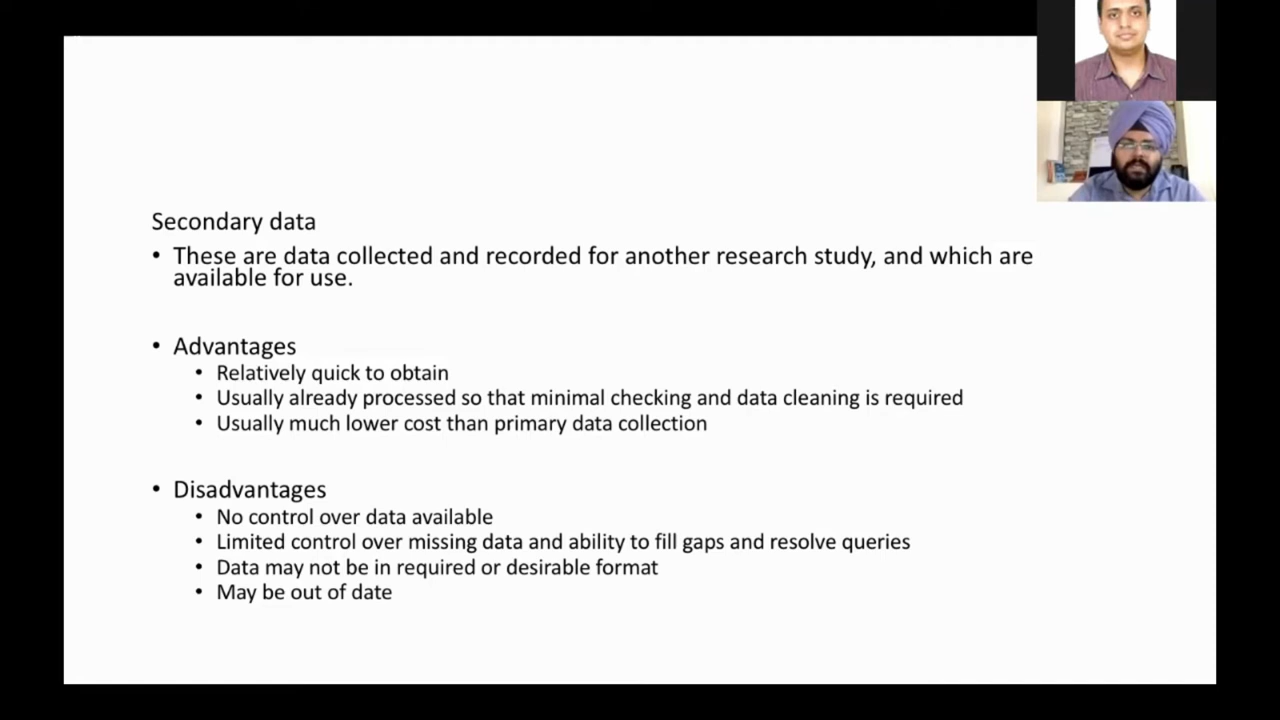 Secondary data
• These are data collected and recorded for another research study, and which are
available for use.
• Advantages
• Relatively quick to obtain
• Usually already processed so that minimal checking and data cleaning is required
• Usually much lower cost than primary data collection
• Disadvantages
• No control over data available
• Limited control over missing data and ability to fill gaps and resolve queries
• Data may not be in required or desirable format
• May be out of date